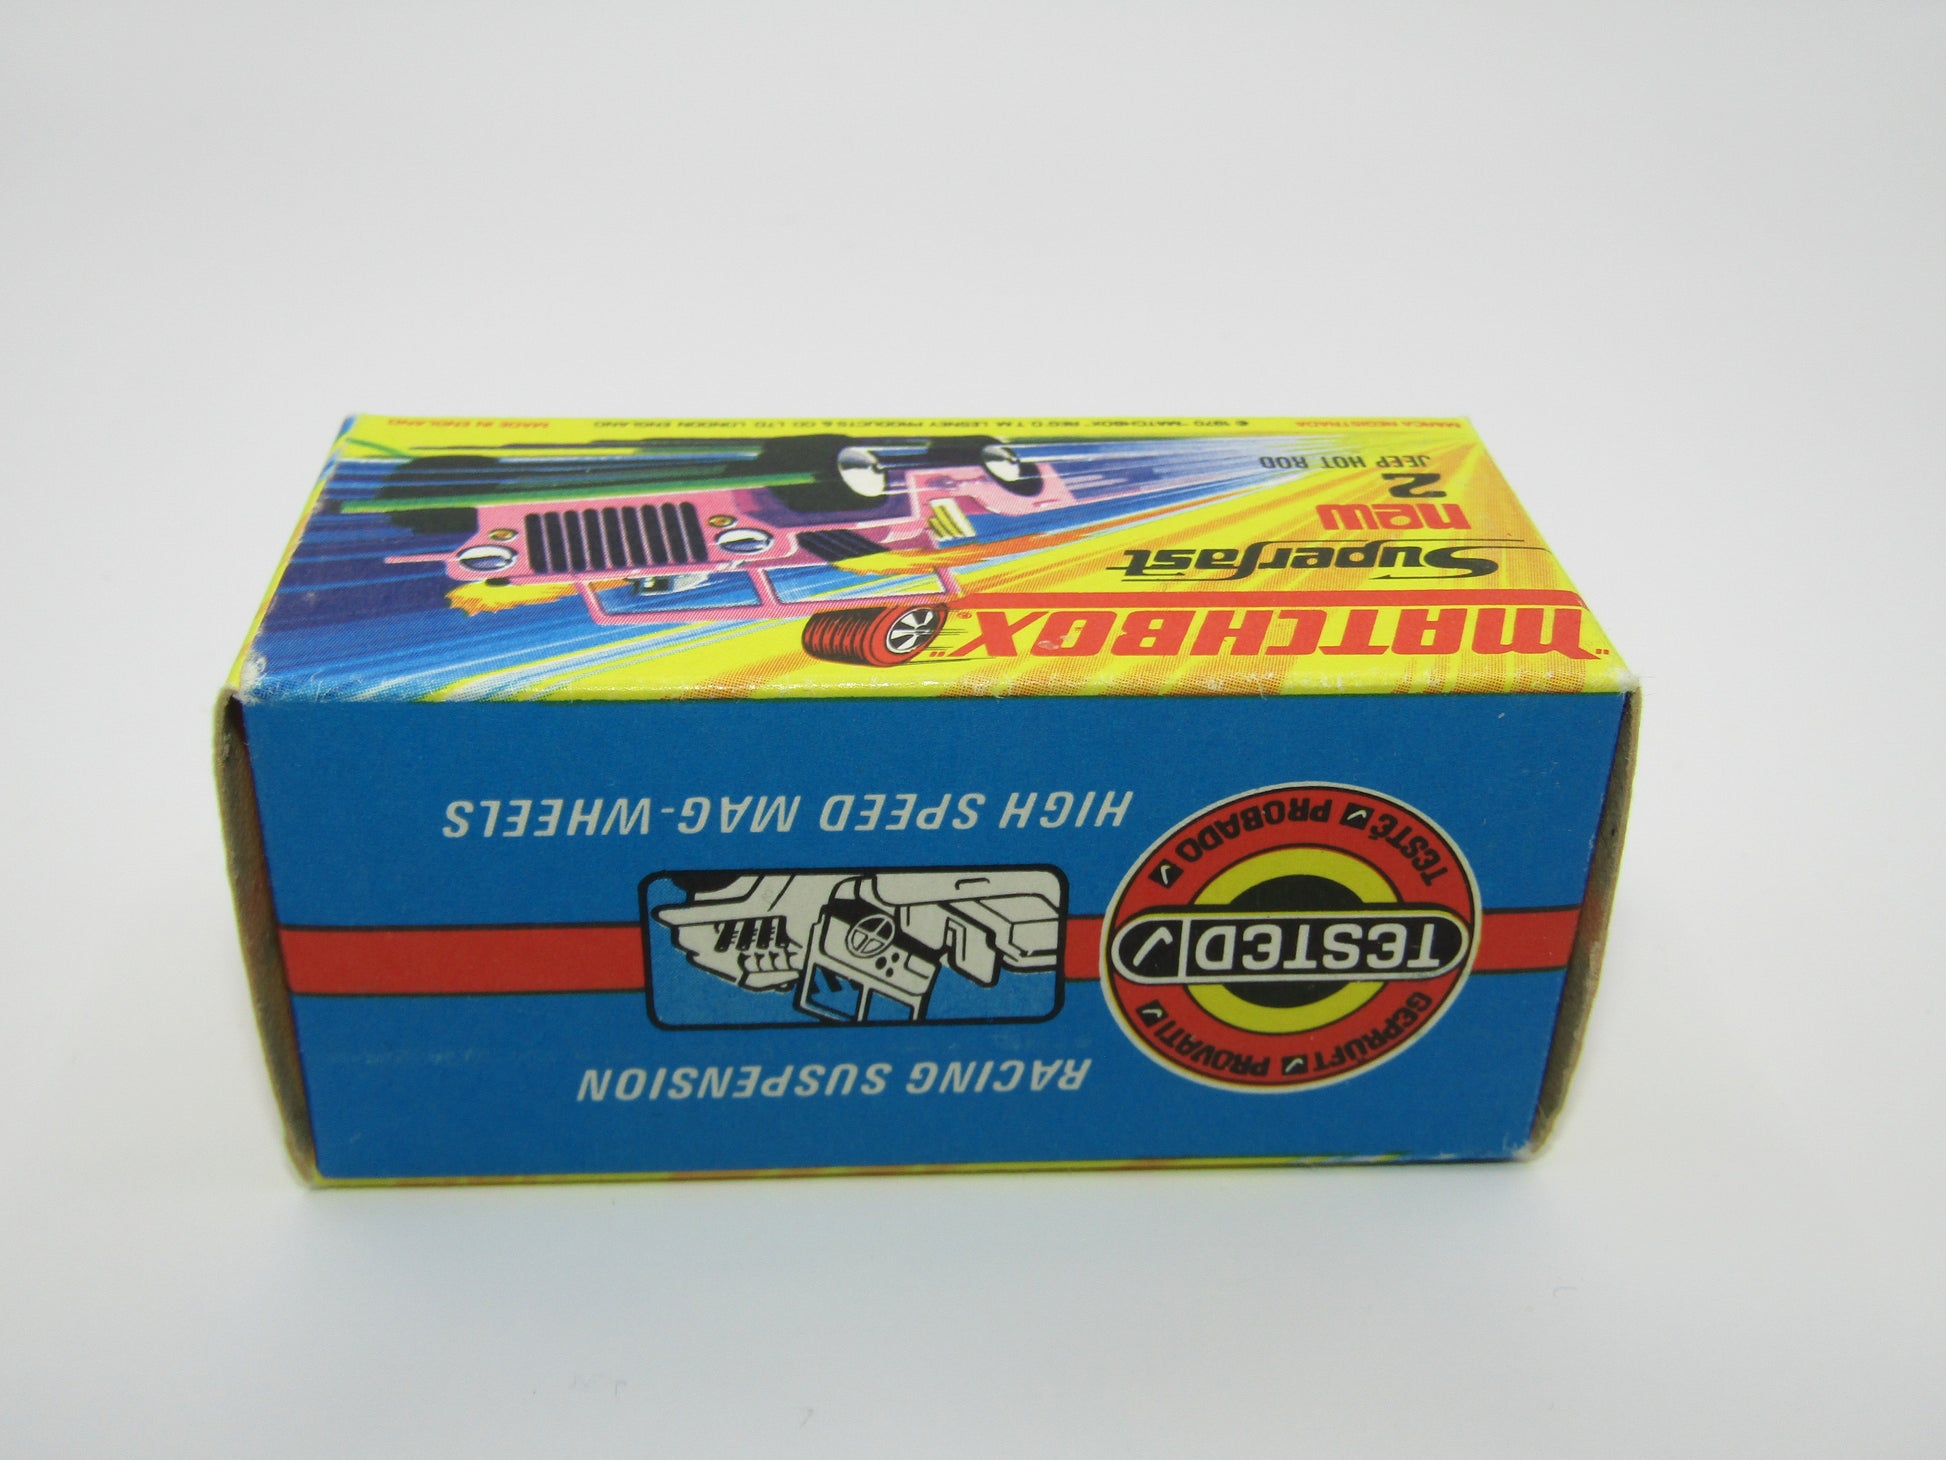 "MATCHBOX"®
Superfast
new
2
JEEP HOT ROD
MARCA REGISTRADA
© 1970 "MATCHBOX" REG'D. T.M. LESNEY PRODUCTS & CO. LTD. LONDON ENGLAND
MADE IN ENGLAND
RACING SUSPENSION
GEPRÜFT PROVATI
TESTED
TESTÉ PROBADO
HIGH SPEED MAG-WHEELS